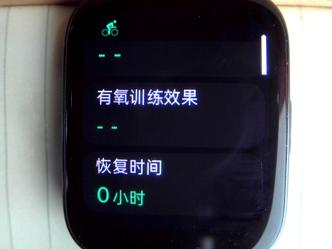 --
有氧训练效果
--
恢复时间
0小时